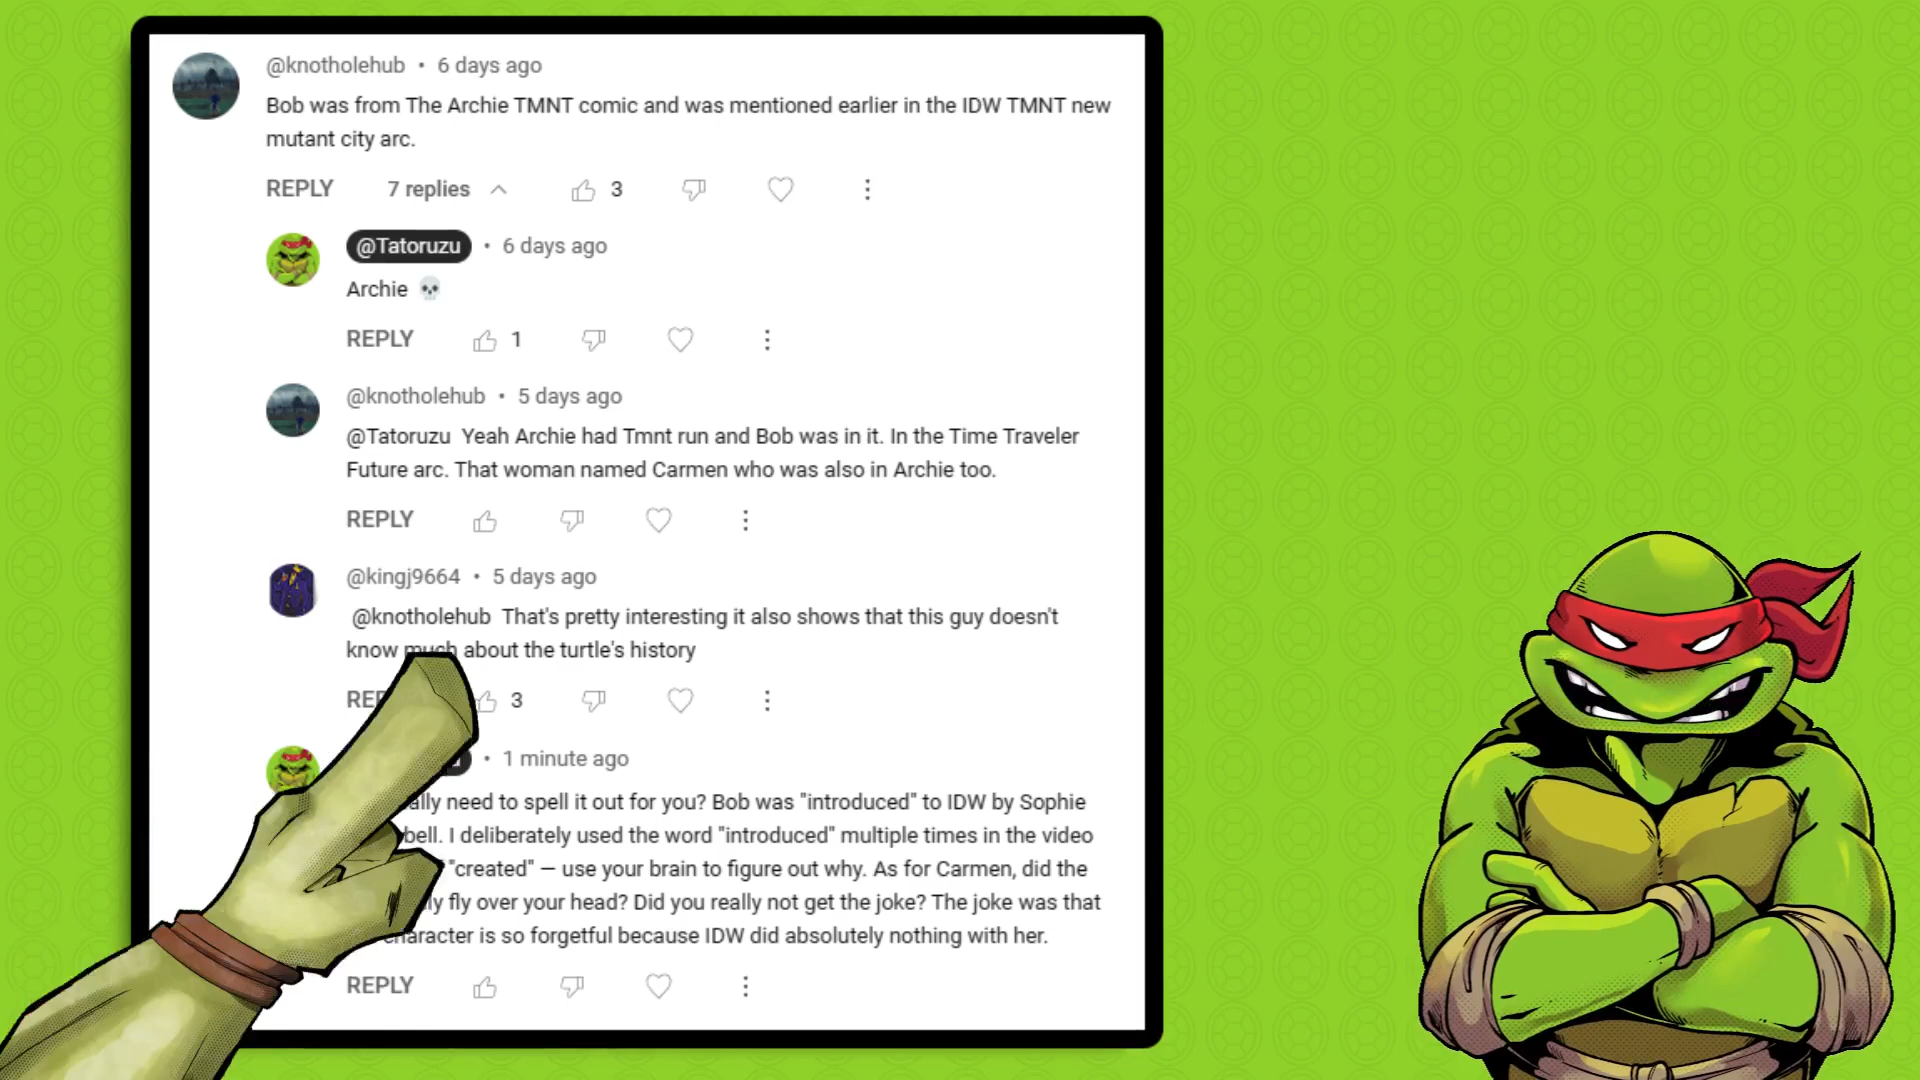 @knotholehub • 6 days ago
Bob was from The Archie TMNT comic and was mentioned earlier in the IDW TMNT new
mutant city arc.
REPLY 7 replies 3
@Tatoruzu • 6 days ago
Archie 💀
REPLY 1
@knotholehub • 5 days ago
@Tatoruzu Yeah Archie had Tmnt run and Bob was in it. In the Time Traveler
Future arc. That woman named Carmen who was also in Archie too.
REPLY
@kingj9664 • 5 days ago
@knotholehub That's pretty interesting it also shows that this guy doesn't
know much about the turtle's history
3
• 1 minute ago
need to spell it out for you? Bob was "introduced" to IDW by Sophie
I deliberately used the word "introduced" multiple times in the video
"created" — use your brain to figure out why. As for Carmen, did the
fly over your head? Did you really not get the joke? The joke was that
character is so forgetful because IDW did absolutely nothing with her.
REPLY